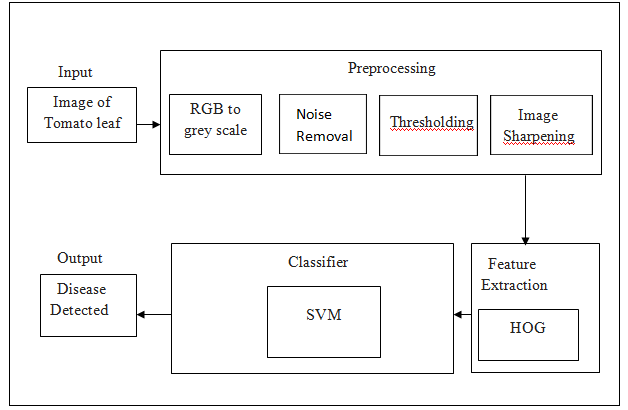 Input
Image of
Tomato leaf
Preprocessing
RGB to
grey scale
Noise
Removal
Thresholding
Image
Sharpening
Output
Disease
Detected
Classifier
SVM
Feature
Extraction
HOG